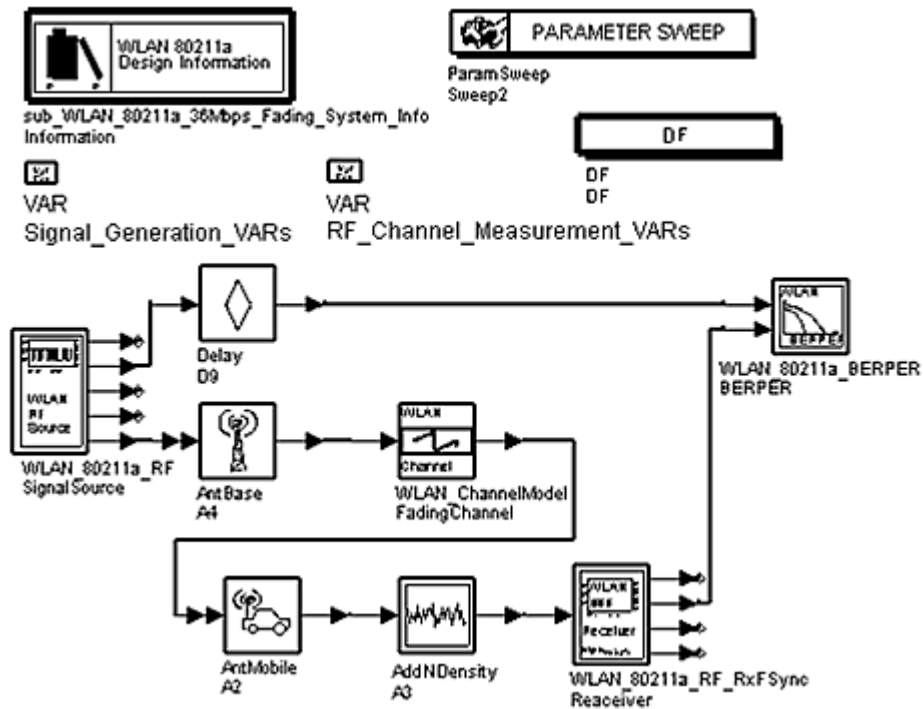 WLAN 80211a
Design Information
sub_WLAN_80211a_36Mbps_Fading_System_Info
Information
PARAMETER SWEEP
ParamSweep
Sweep2
DF
DF
DF
VAR
Signal_Generation_VARs
VAR
RF_Channel_Measurement_VARs
Delay
D9
WLAN
BERPER
WLAN_80211a_BERPER
BERPER
WLAN
RF
Source
WLAN_80211a_RF
SignalSource
AntBase
A4
WLAN
Channel
WLAN_ChannelModel
FadingChannel
AntMobile
A2
AddNDensity
A3
WLAN
Receiver
WLAN_80211a_RF_RxFSync
Reaceiver